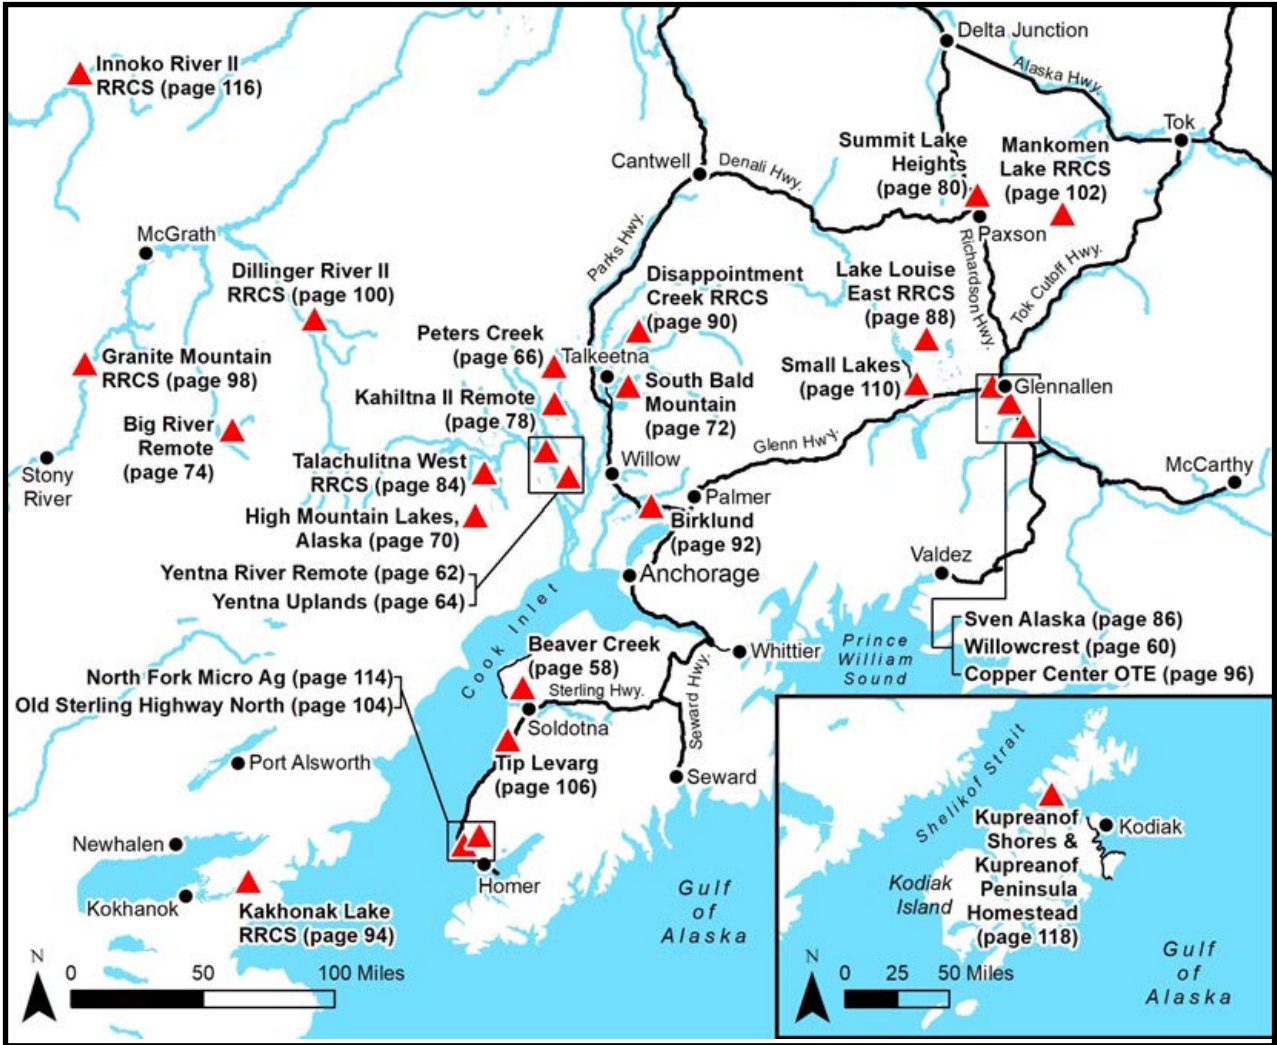 Delta Junction
Alaska Hwy.
Innoko River II
RRCS (page 116)
Tok
Summit Lake
Heights
(page 80)
Mankomen
Lake RRCS
(page 102)
Cantwell
Denali Hwy.
McGrath
Paxson
Parks Hwy.
Richardson Hwy.
Tok Cutoff Hwy.
Dillinger River II
RRCS (page 100)
Disappointment
Creek RRCS
(page 90)
Lake Louise
East RRCS
(page 88)
Peters Creek
(page 66)
Talkeetna
Granite Mountain
RRCS (page 98)
Small Lakes
(page 110)
Glennallen
South Bald
Mountain
(page 72)
Kahiltna II Remote
(page 78)
Big River
Remote
(page 74)
Glenn Hwy.
Stony
River
Talachulitna West
RRCS (page 84)
Willow
McCarthy
Palmer
High Mountain Lakes,
Alaska (page 70)
Birklund
(page 92)
Valdez
Yentna River Remote (page 62)
Yentna Uplands (page 64)
Anchorage
Cook Inlet
Sven Alaska (page 86)
Willowcrest (page 60)
Copper Center OTE (page 96)
Beaver Creek
(page 58)
Whittier
Prince
William
Sound
North Fork Micro Ag (page 114)
Old Sterling Highway North (page 104)
Sterling Hwy.
Seward Hwy.
Soldotna
Port Alsworth
Tip Levarg
(page 106)
Seward
Newhalen
Kokhanok
Homer
Kakhonak Lake
RRCS (page 94)
Gulf
of
Alaska
N
0 50 100 Miles
Shelikof Strait
Kupreanof
Shores &
Kupreanof
Peninsula
Homestead
(page 118)
Kodiak
Kodiak
Island
Gulf
of
Alaska
N
0 25 50 Miles